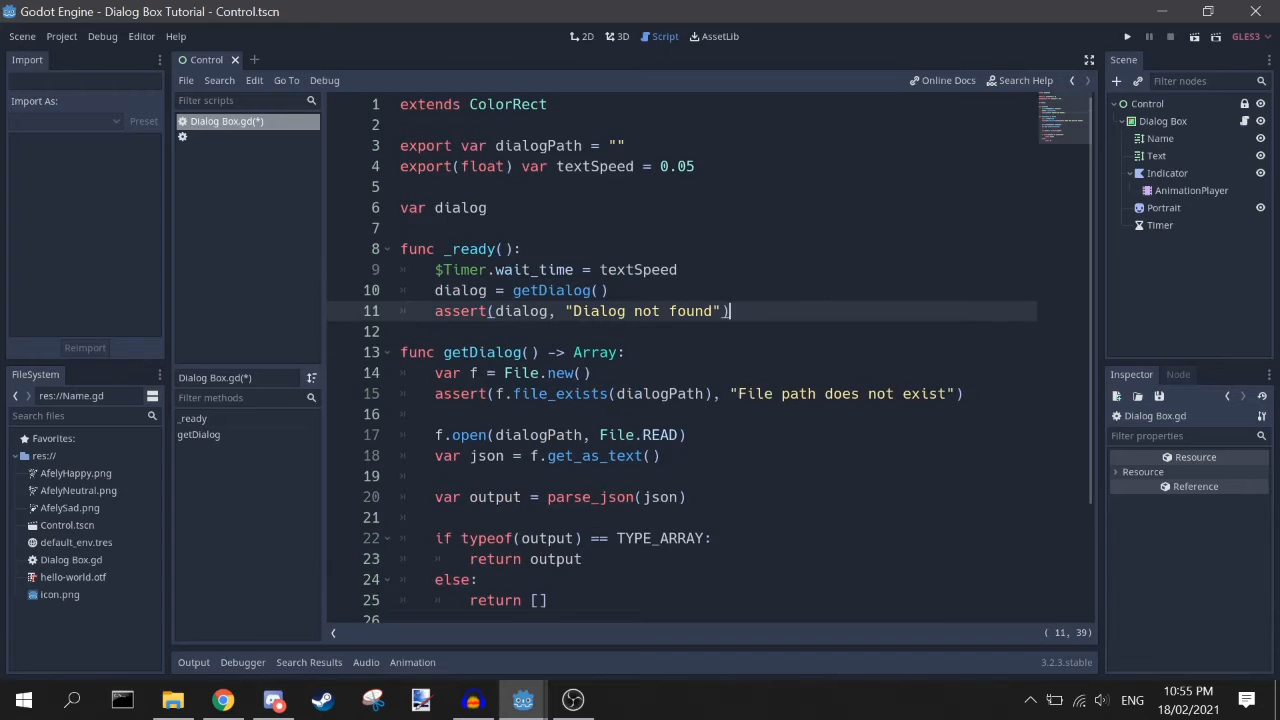 Godot Engine - Dialog Box Tutorial - Control.tscn
Scene Project Debug Editor Help
2D 3D Script AssetLib
GLES3
Import
Import As:
Preset
Reimport
FileSystem
res://Name.gd
Search files
Favorites:
res://
AfelyHappy.png
AfelyNeutral.png
AfelySad.png
Control.tscn
default_env.tres
Dialog Box.gd
hello-world.otf
icon.png
Control
File Search Edit Go To Debug
Online Docs Search Help
Filter scripts
Dialog Box.gd(*)
Dialog Box.gd(*)
Filter methods
_ready
getDialog
1 extends ColorRect
2
3 export var dialogPath = ""
4 export(float) var textSpeed = 0.05
5
6 var dialog
7
8 func _ready():
9 $Timer.wait_time = textSpeed
10 dialog = getDialog()
11 assert(dialog, "Dialog not found")
12
13 func getDialog() -> Array:
14 var f = File.new()
15 assert(f.file_exists(dialogPath), "File path does not exist")
16
17 f.open(dialogPath, File.READ)
18 var json = f.get_as_text()
19
20 var output = parse_json(json)
21
22 if typeof(output) == TYPE_ARRAY:
23 return output
24 else:
25 return []
26
( 11, 39)
Output Debugger Search Results Audio Animation
3.2.3.stable
Scene
Filter nodes
Control
Dialog Box
Name
Text
Indicator
AnimationPlayer
Portrait
Timer
Inspector Node
Dialog Box.gd
Filter properties
Resource
Resource
Reference
ENG
10:55 PM
18/02/2021